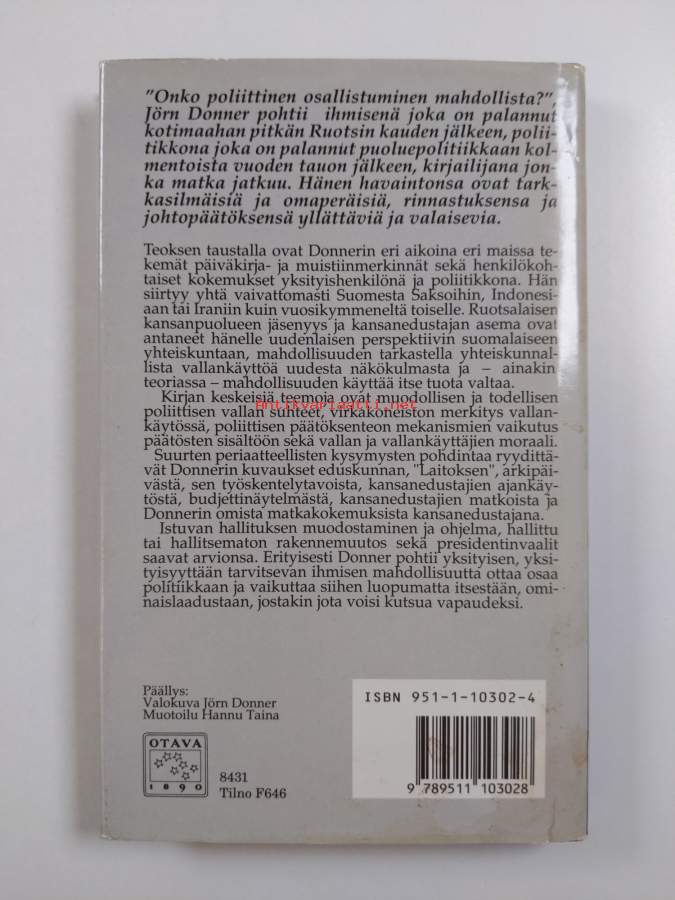 "Onko poliittinen osallistuminen mahdollista?",
Jörn Donner pohtii ihmisenä joka on palannut
kotimaahan pitkän Ruotsin kauden jälkeen, polii-
tikkona joka on palannut puoluepolitiikkaan kol-
mentoista vuoden tauon jälkeen, kirjailijana jon-
ka matka jatkuu. Hänen havaintonsa ovat tark-
kasilmäisiä ja omaperäisiä, rinnastuksensa ja
johtopäätöksensä yllättäviä ja valaisevia.
Teoksen taustalla ovat Donnerin eri aikoina eri maissa te-
kemät päiväkirja- ja muistiinmerkinnät sekä henkilökoh-
taiset kokemukset yksityishenkilönä ja poliitikkona. Hän
siirtyy yhtä vaivattomasti Suomesta Saksoihin, Indonesi-
aan tai Iraniin kuin vuosikymmeneltä toiselle. Ruotsalaisen
kansanpuolueen jäsenyys ja kansanedustajan asema ovat
antaneet hänelle uudenlaisen perspektiivin suomalaiseen
yhteiskuntaan, mahdollisuuden tarkastella yhteiskunnal-
lista vallankäyttöä uudesta näkökulmasta ja – ainakin
teoriassa – mahdollisuuden käyttää itse tuota valtaa.
Kirjan keskeisiä teemoja ovat muodollisen ja todellisen
Antikvariaatti.net
poliittisen vallan suhteet, virkakoneiston merkitys vallan-
käytössä, poliittisen päätöksenteon mekanismien vaikutus
päätösten sisältöön sekä vallan ja vallankäyttäjien moraali.
Suurten periaatteellisten kysymysten pohdintaa ryydittä-
vät Donnerin kuvaukset eduskunnan, "Laitoksen", arkipäi-
västä, sen työskentelytavoista, kansanedustajien ajankäy-
töstä, budjettinäytelmästä, kansanedustajien matkoista ja
Donnerin omista matkakokemuksista kansanedustajana.
Istuvan hallituksen muodostaminen ja ohjelma, hallittu
tai hallitsematon rakennemuutos sekä presidentinvaalit
saavat arvionsa. Erityisesti Donner pohtii yksityisen, yksi-
tyisyyttään tarvitsevan ihmisen mahdollisuutta ottaa osaa
politiikkaan ja vaikuttaa siihen luopumatta itsestään, omi-
naislaadustaan, jostakin jota voisi kutsua vapaudeksi.
Päällys:
Valokuva Jörn Donner
Muotoilu Hannu Taina
OTAVA
1890
8431
Tilno F646
ISBN 951-1-10302-4
9 789511 103028